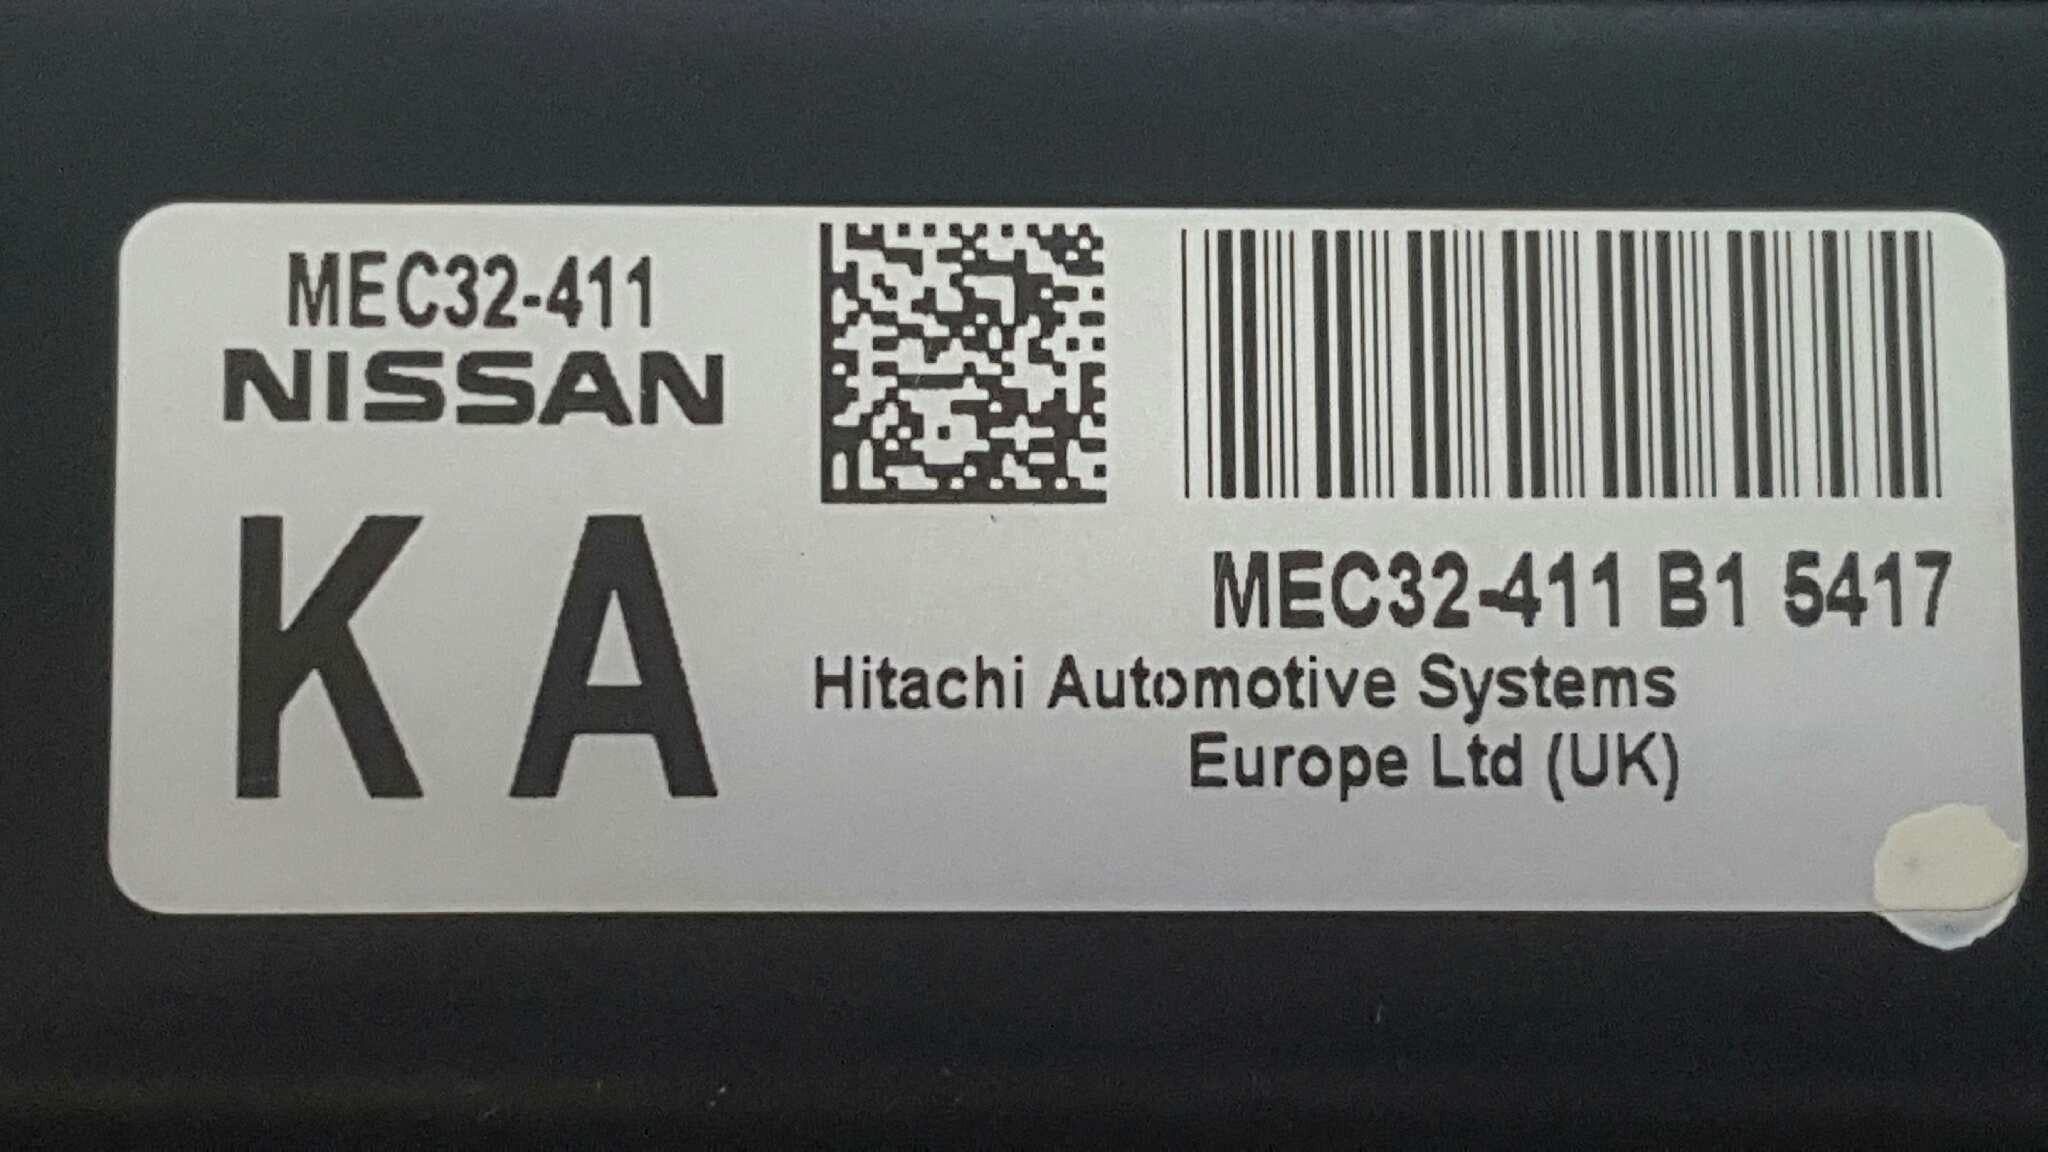 MEC32-411
NISSAN
KA
MEC32-411 B1 5417
Hitachi Automotive Systems
Europe Ltd (UK)